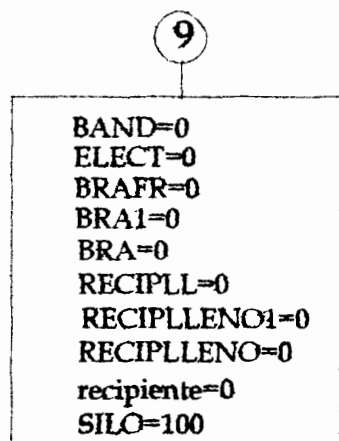 9
BAND=0
ELECT=0
BRAFR=0
BRA1=0
BRA=0
RECIPLL=0
RECIPLLENO1=0
RECIPLLENO=0
recipiente=0
SILO=100